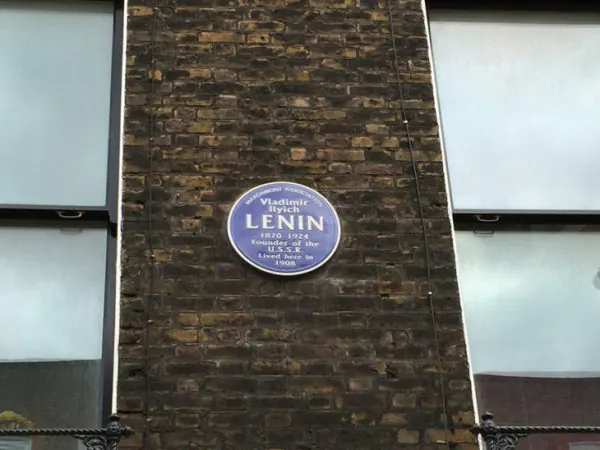 MARCHMONT ASSOCIATION
Vladimir
Ilyich
LENIN
1870-1924
Founder of the
U.S.S.R.
Lived here in
1908